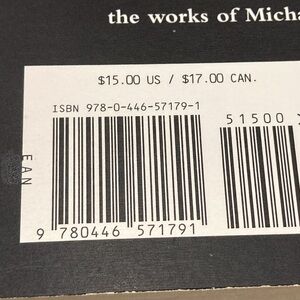 the works of Micha
$15.00 US / $17.00 CAN.
ISBN 978-0-446-57179-1
51500
EAN
9 780446 571791